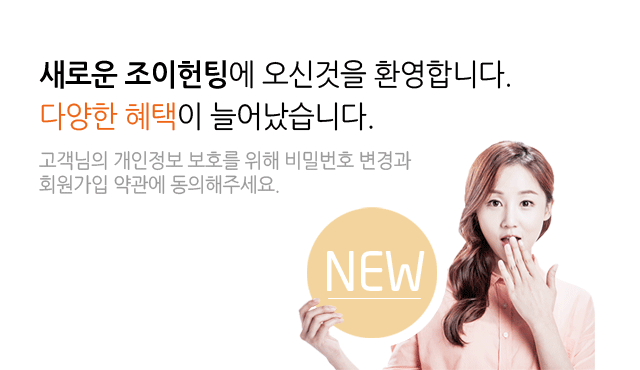 새로운 조이헌팅에 오신것을 환영합니다.
다양한 혜택이 늘어났습니다.
고객님의 개인정보 보호를 위해 비밀번호 변경과
회원가입 약관에 동의해주세요.
NEW